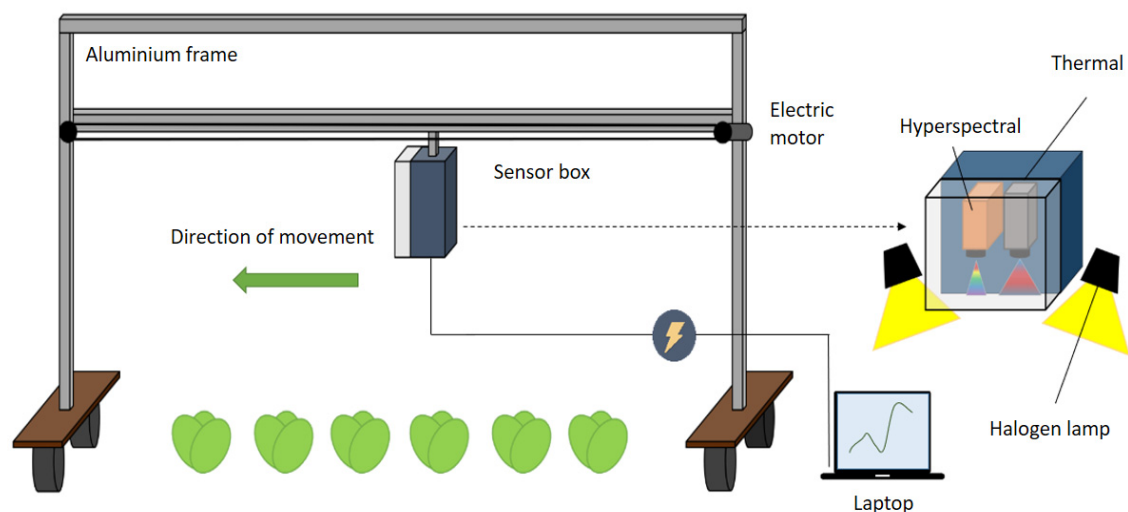 Aluminium frame
Thermal
Electric
motor
Hyperspectral
Sensor box
Direction of movement
Halogen lamp
Laptop